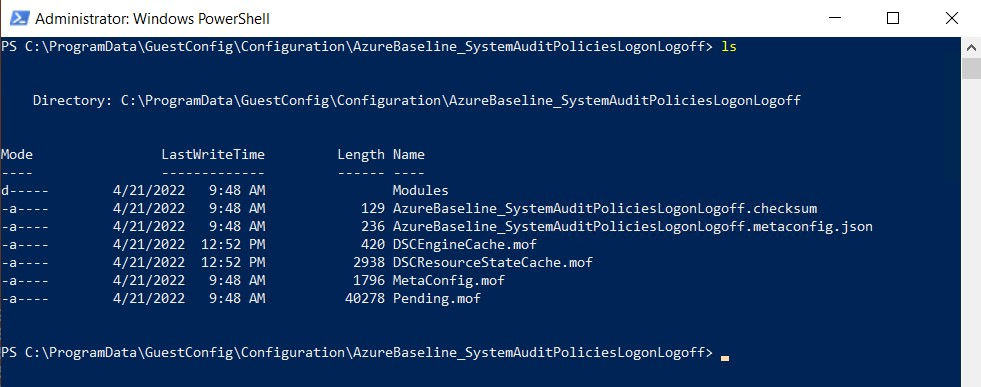 Administrator: Windows PowerShell
PS C:\ProgramData\GuestConfig\Configuration\AzureBaseline_SystemAuditPoliciesLogonLogoff> ls
Directory: C:\ProgramData\GuestConfig\Configuration\AzureBaseline_SystemAuditPoliciesLogonLogoff
Mode                LastWriteTime         Length Name
----                -------------         ------ ----
d-----        4/21/2022   9:48 AM                Modules
-a----        4/21/2022   9:48 AM            129 AzureBaseline_SystemAuditPoliciesLogonLogoff.checksum
-a----        4/21/2022   9:48 AM            236 AzureBaseline_SystemAuditPoliciesLogonLogoff.metaconfig.json
-a----        4/21/2022  12:52 PM            420 DSCEngineCache.mof
-a----        4/21/2022  12:52 PM           2938 DSCResourceStateCache.mof
-a----        4/21/2022   9:48 AM           1796 MetaConfig.mof
-a----        4/21/2022   9:48 AM          40278 Pending.mof
PS C:\ProgramData\GuestConfig\Configuration\AzureBaseline_SystemAuditPoliciesLogonLogoff>